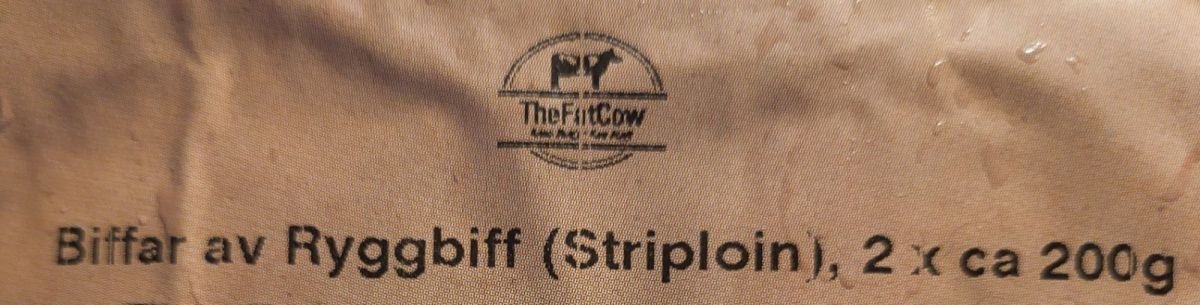 TheFatCow
Biffar av Ryggbiff (Striploin), 2 x ca 200g